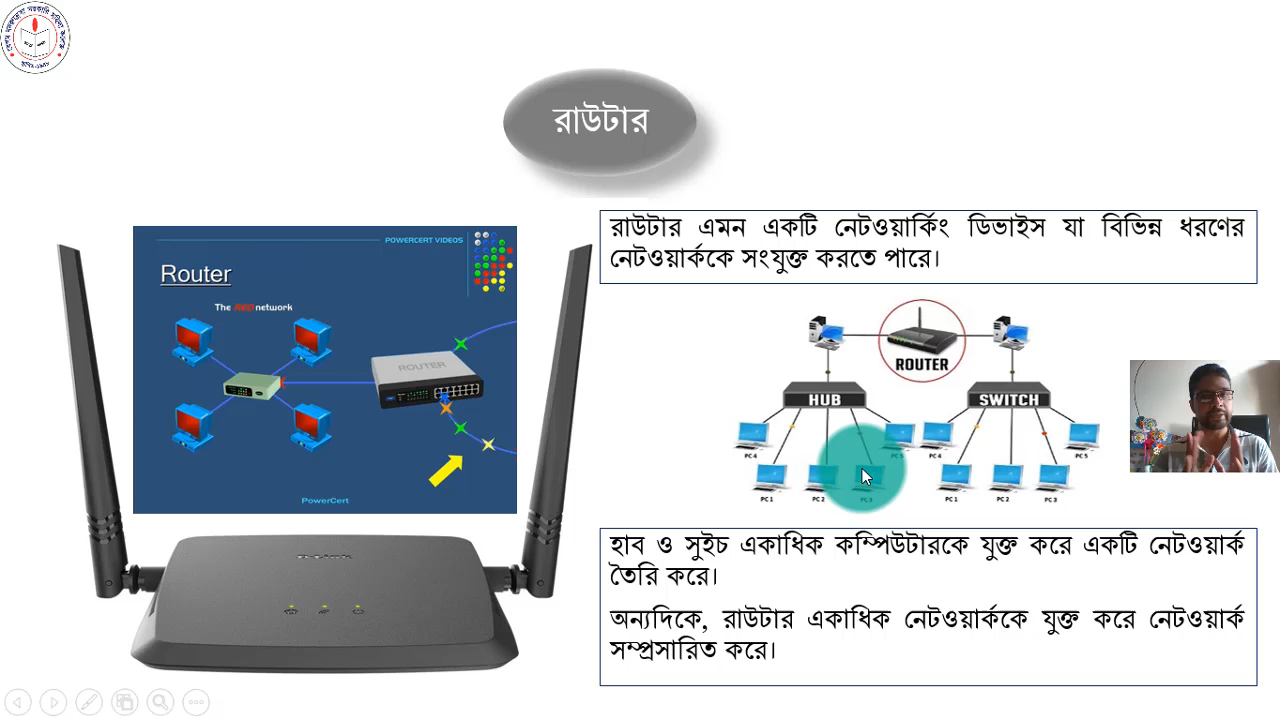 রাউটার
রাউটার এমন একটি নেটওয়ার্কিং ডিভাইস যা বিভিন্ন ধরণের
নেটওয়ার্ককে সংযুক্ত করতে পারে।
POWERCERT VIDEOS
Router
The RED network
ROUTER
PowerCert
ROUTER
HUB
SWITCH
PC 4
PC 5
PC 4
PC 5
PC 1
PC 2
PC 3
PC 1
PC 2
PC 3
D-Link
হাব ও সুইচ একাধিক কম্পিউটারকে যুক্ত করে একটি নেটওয়ার্ক
তৈরি করে।
অন্যদিকে, রাউটার একাধিক নেটওয়ার্ককে যুক্ত করে নেটওয়ার্ক
সম্প্রসারিত করে।